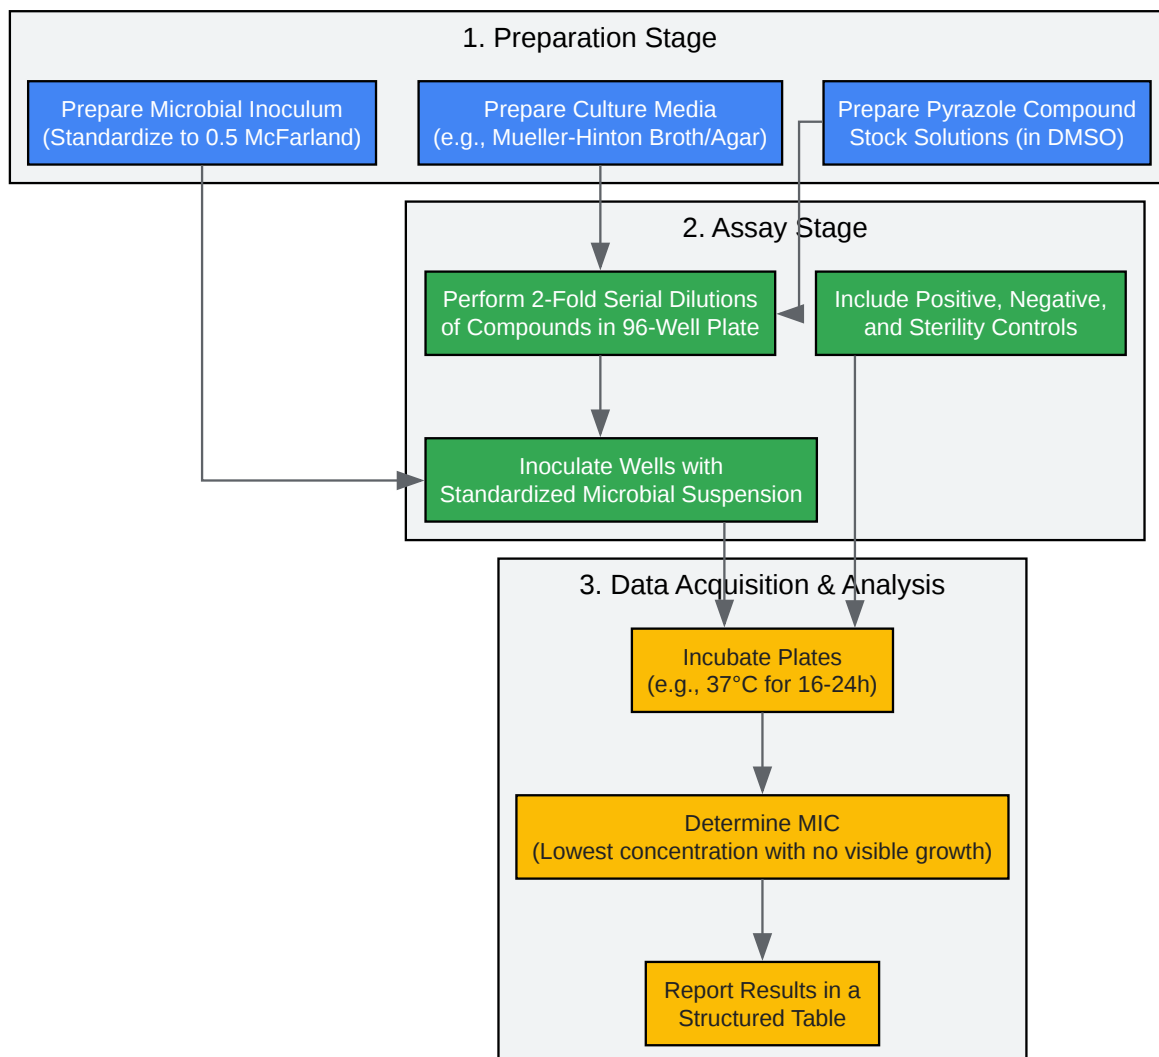 1. Preparation Stage
Prepare Microbial Inoculum
(Standardize to 0.5 McFarland)
Prepare Culture Media
(e.g., Mueller-Hinton Broth/Agar)
Prepare Pyrazole Compound
Stock Solutions (in DMSO)
2. Assay Stage
Perform 2-Fold Serial Dilutions
of Compounds in 96-Well Plate
Include Positive, Negative,
and Sterility Controls
Inoculate Wells with
Standardized Microbial Suspension
3. Data Acquisition & Analysis
Incubate Plates
(e.g., 37°C for 16-24h)
Determine MIC
(Lowest concentration with no visible growth)
Report Results in a
Structured Table